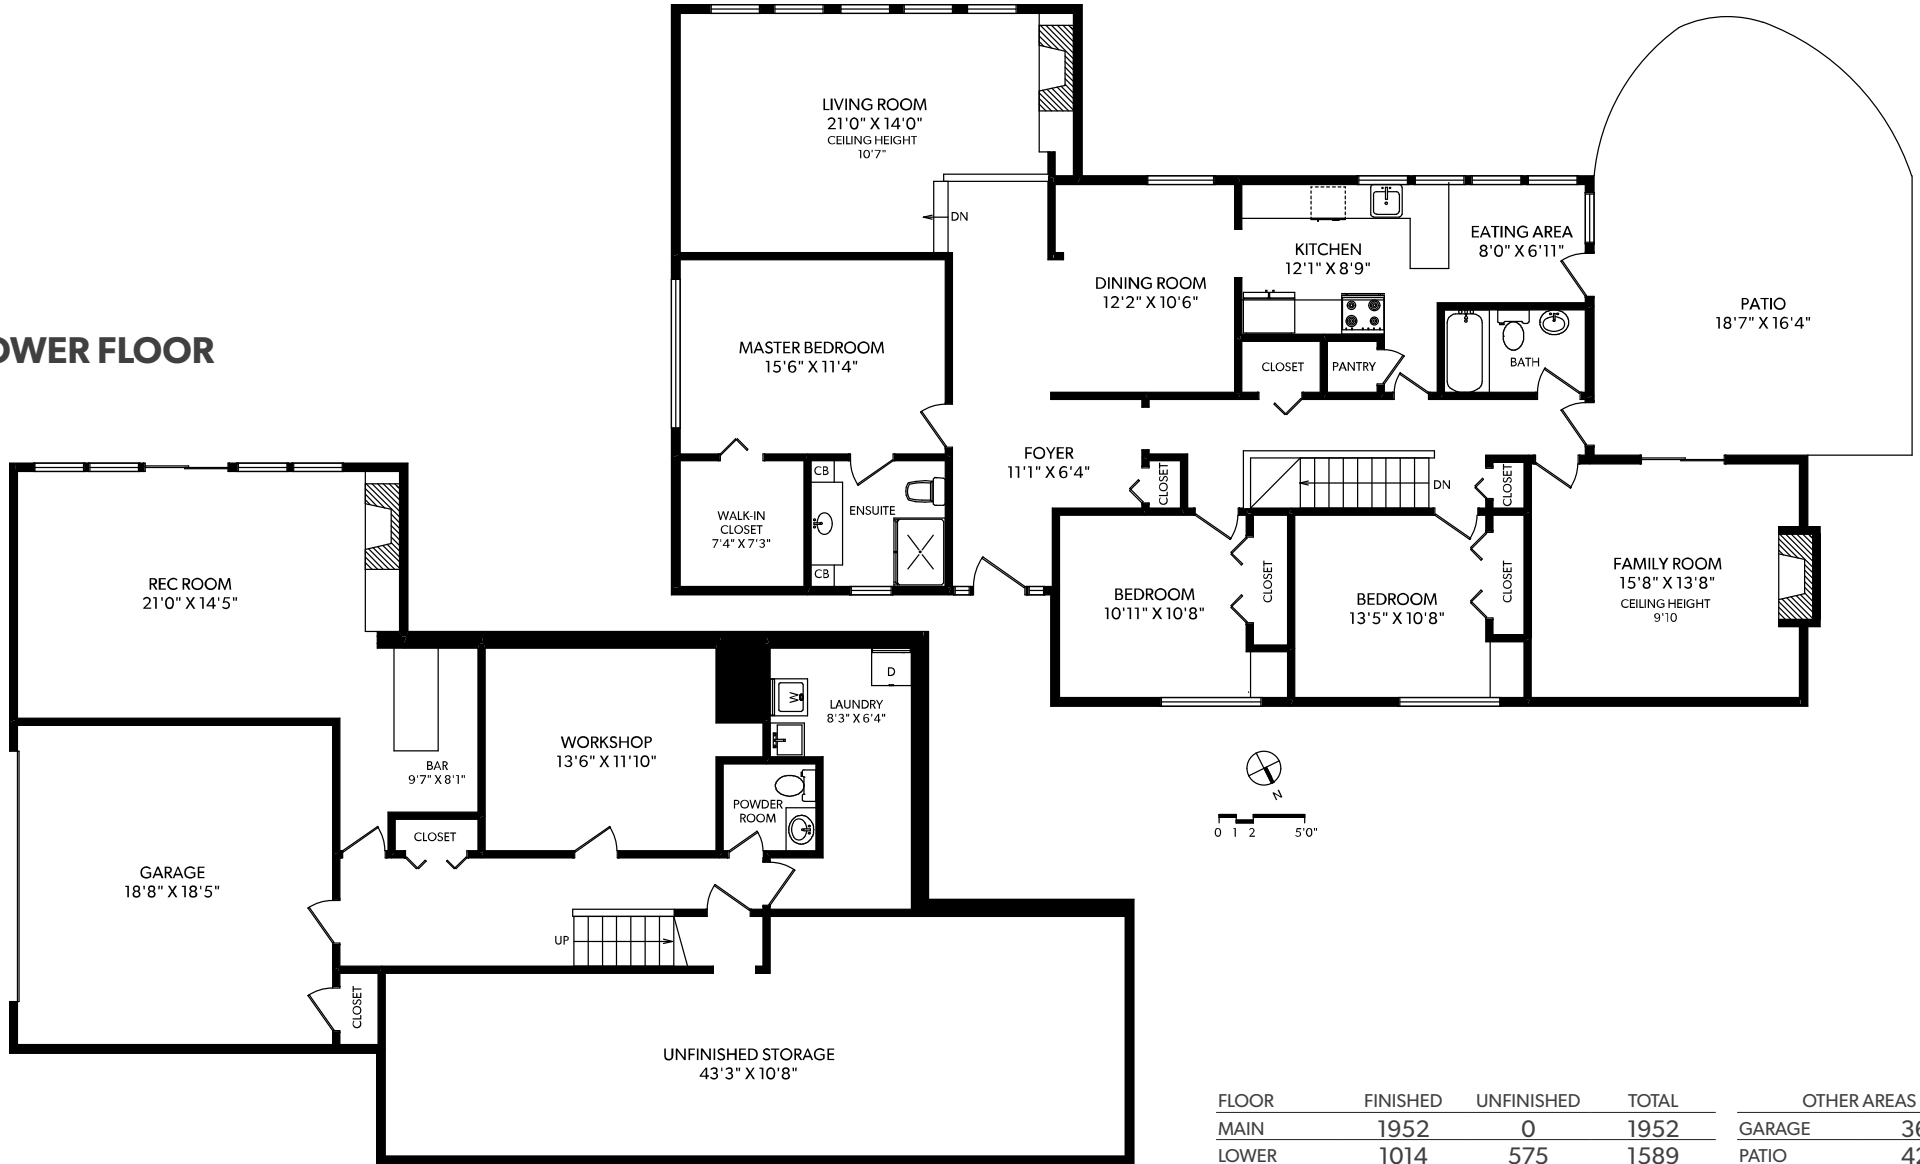 LIVING ROOM
21'0" X 14'0"
CEILING HEIGHT
10'7"
DN
EATING AREA
8'0" X 6'11"
KITCHEN
12'1" X 8'9"
DINING ROOM
12'2" X 10'6"
PATIO
18'7" X 16'4"
MASTER BEDROOM
15'6" X 11'4"
CLOSET
PANTRY
BATH
FLOOR
FOYER
11'1" X 6'4"
CB
ENSUITE
CB
WALK-IN
CLOSET
7'4" X 7'3"
CLOSET
DN
CLOSET
BEDROOM
10'11" X 10'8"
CLOSET
BEDROOM
13'5" X 10'8"
CLOSET
FAMILY ROOM
15'8" X 13'8"
CEILING HEIGHT
9'10
REC ROOM
21'0" X 14'5"
BAR
9'7" X 8'1"
CLOSET
WORKSHOP
13'6" X 11'10"
W
D
LAUNDRY
8'3" X 6'4"
POWDER
ROOM
GARAGE
18'8" X 18'5"
UP
CLOSET
UNFINISHED STORAGE
43'3" X 10'8"
N
0 1 2 5'0"
FLOOR FINISHED UNFINISHED TOTAL
MAIN 1952 0 1952
LOWER 1014 575 1589
OTHER AREAS
GARAGE
PATIO